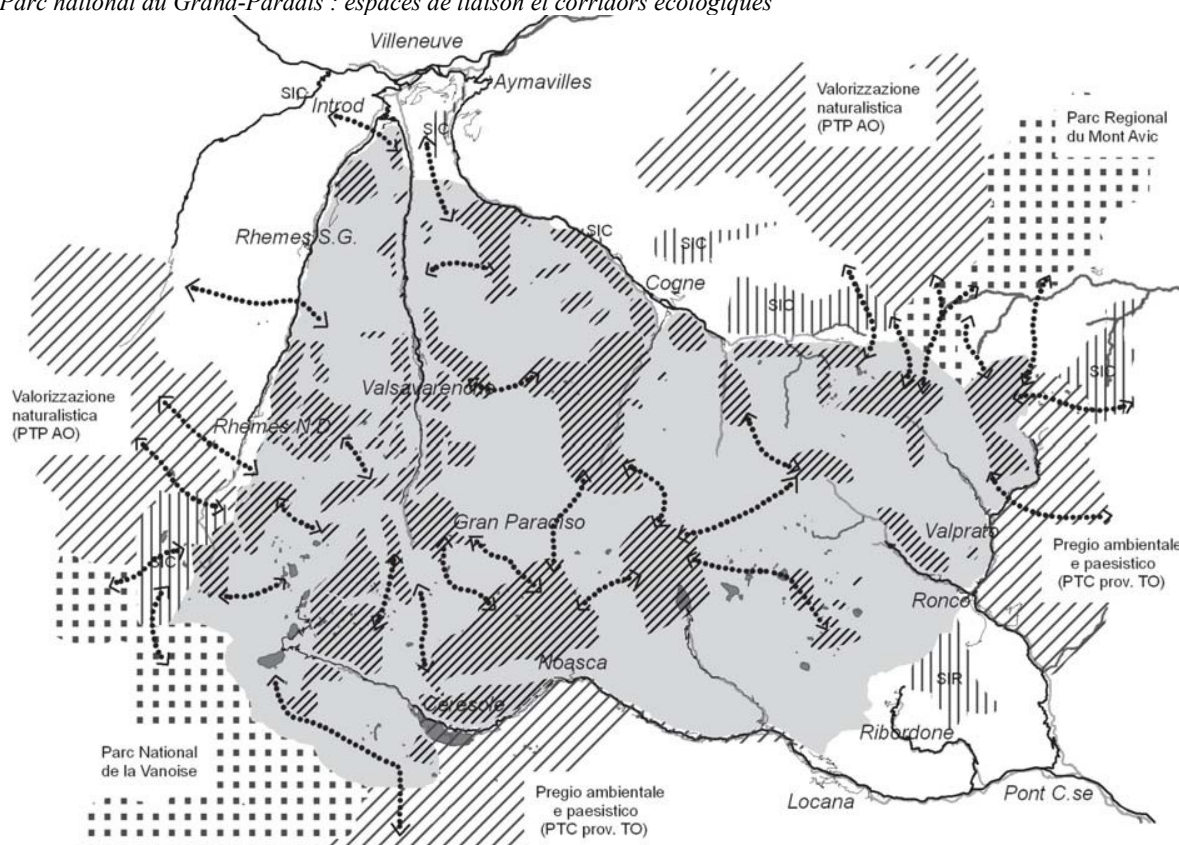 Parc national du Grand-Paradis : espaces de liaison et corridors écologiques
Villeneuve
Aymavilles
SIC
Introd
SIC
Valorizzazione
naturalistica
(PTP AO)
Parc Regional
du Mont Avic
Rhemes S.G.
SIC
SIC
Cogne
SIC
SIC
Valsavarenche
Valorizzazione
naturalistica
(PTP AO)
Rhemes N.D.
Gran Paradiso
Valprato
SIC
Pregio ambientale
e paesistico
(PTC prov. TO)
Ronco
Noasca
SIR
Ceresole
Ribordone
Parc National
de la Vanoise
Pregio ambientale
e paesistico
(PTC prov. TO)
Locana
Pont C.se